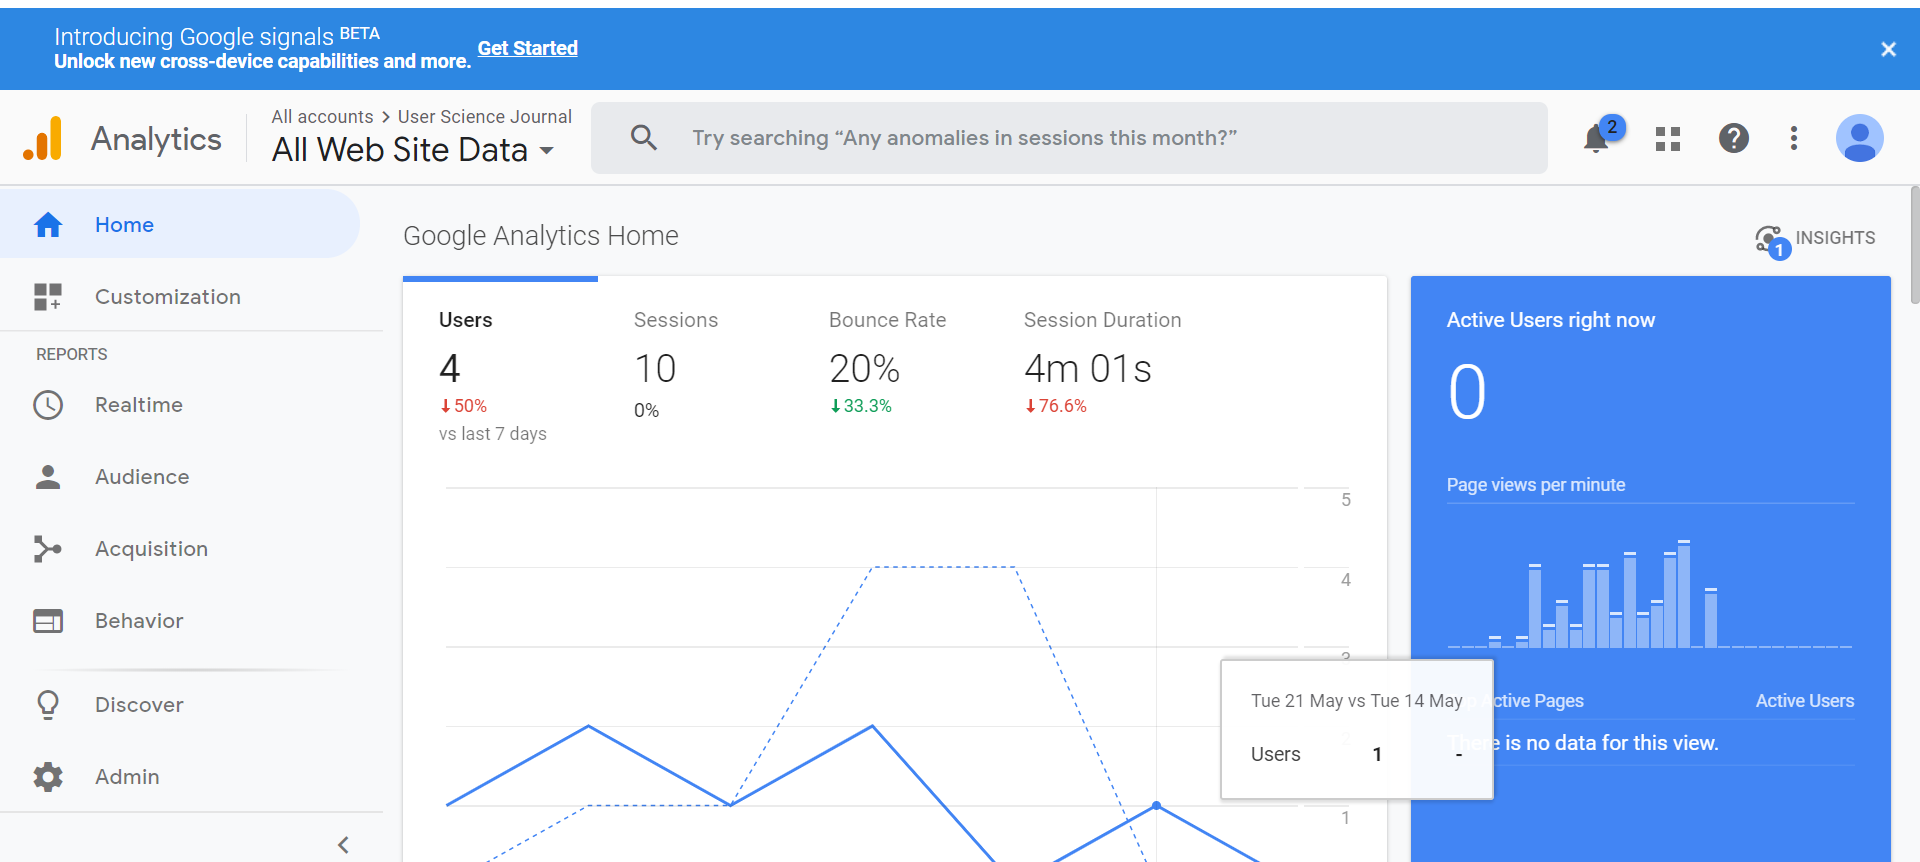 Introducing Google signals BETA
Unlock new cross-device capabilities and more. Get Started
Analytics
All accounts > User Science Journal
All Web Site Data
Try searching “Any anomalies in sessions this month?”
2
Home
Customization
REPORTS
Realtime
Audience
Acquisition
Behavior
Discover
Admin
Google Analytics Home
1
INSIGHTS
Users
4
50%
vs last 7 days
Sessions
10
0%
Bounce Rate
20%
33.3%
Session Duration
4m 01s
76.6%
5
4
3
2
1
Tue 21 May vs Tue 14 May
Users 1 -
Active Users right now
0
Page views per minute
Active Pages Active Users
There is no data for this view.